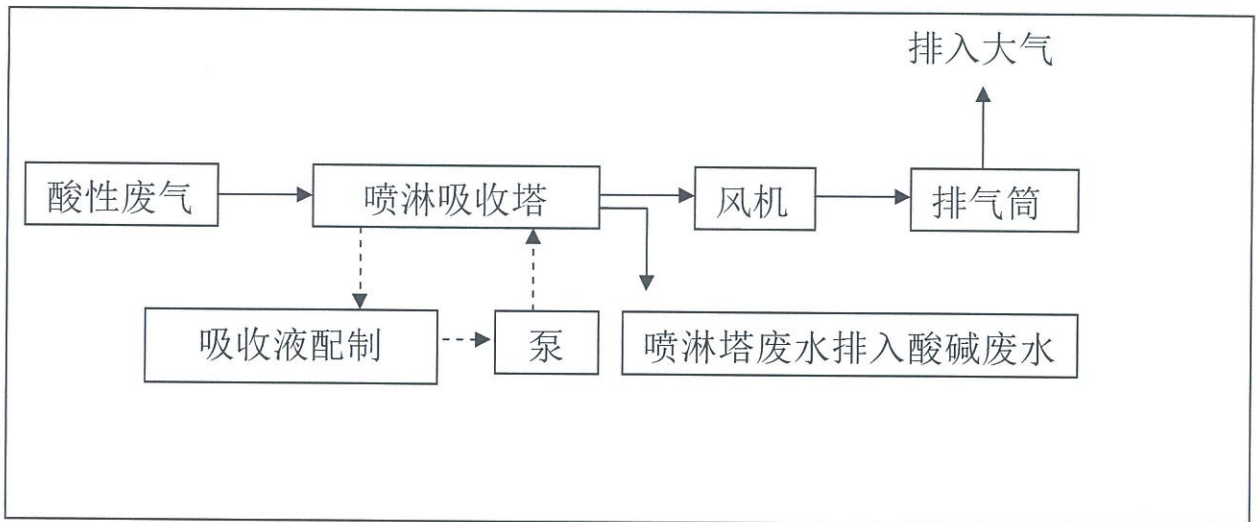 排入大气
酸性废气
喷淋吸收塔
风机
排气筒
吸收液配制
泵
喷淋塔废水排入酸碱废水